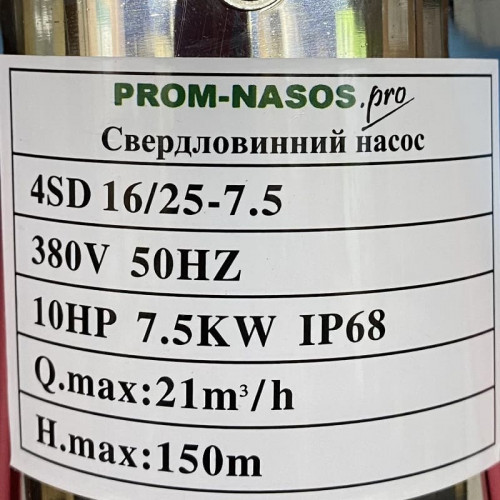 PROM-NASOS.pro
Свердловинний насос
4SD 16/25-7.5
380V 50HZ
10HP 7.5KW IP68
Q.max:21m³/h
H.max:150m